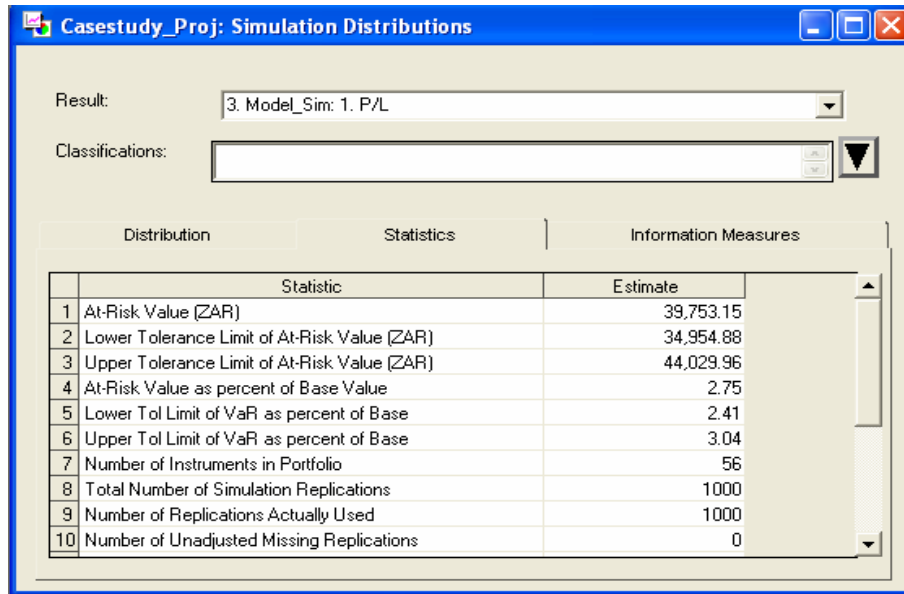 Casestudy_Proj: Simulation Distributions
Result: 3. Model_Sim: 1. P/L
Classifications:
Distribution Statistics Information Measures
Statistic Estimate
1 At-Risk Value (ZAR) 39,753.15
2 Lower Tolerance Limit of At-Risk Value (ZAR) 34,954.88
3 Upper Tolerance Limit of At-Risk Value (ZAR) 44,029.96
4 At-Risk Value as percent of Base Value 2.75
5 Lower Tol Limit of VaR as percent of Base 2.41
6 Upper Tol Limit of VaR as percent of Base 3.04
7 Number of Instruments in Portfolio 56
8 Total Number of Simulation Replications 1000
9 Number of Replications Actually Used 1000
10 Number of Unadjusted Missing Replications 0